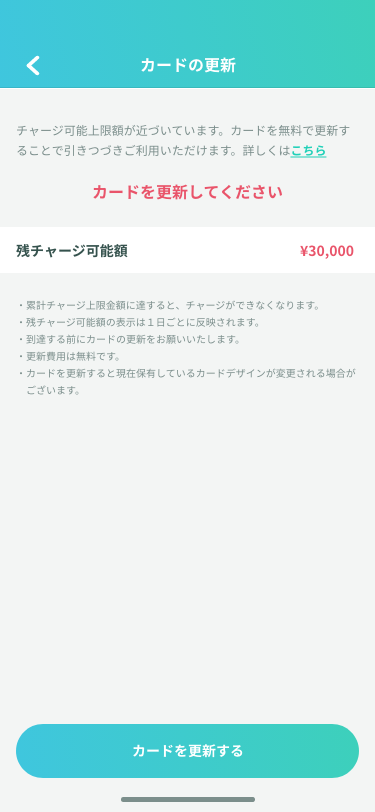 カードの更新
チャージ可能上限額が近づいています。カードを無料で更新す
ることで引きつづきご利用いただけます。詳しくはこちら
カードを更新してください
残チャージ可能額 ¥30,000
・累計チャージ上限金額に達すると、チャージができなくなります。
・残チャージ可能額の表示は１日ごとに反映されます。
・到達する前にカードの更新をお願いいたします。
・更新費用は無料です。
・カードを更新すると現在保有しているカードデザインが変更される場合が
ございます。
カードを更新する